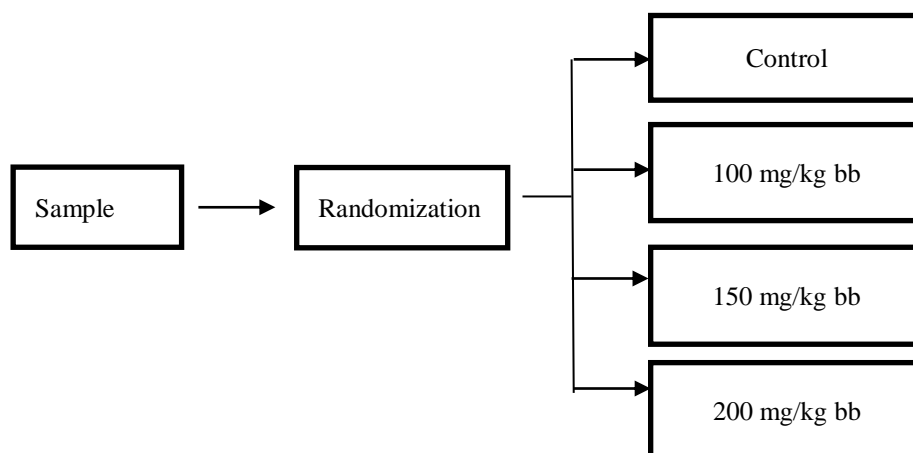 Control
100 mg/kg bb
Sample
Randomization
150 mg/kg bb
200 mg/kg bb